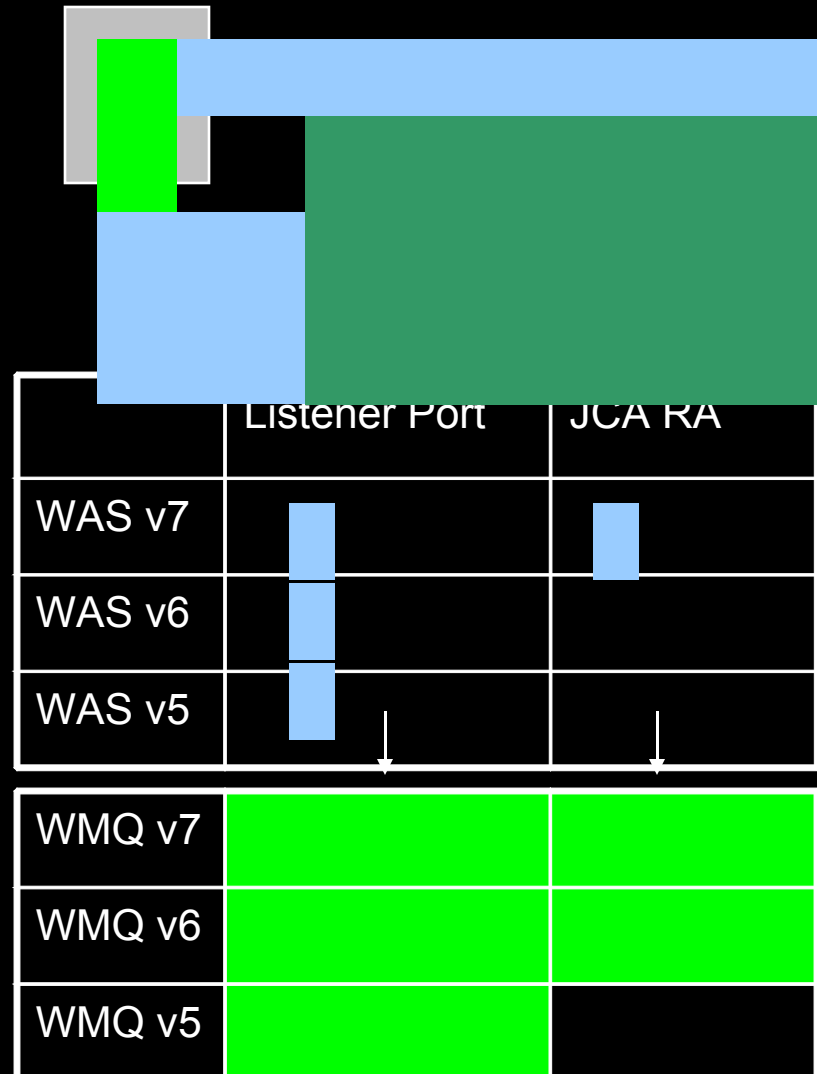 Listener Port JCA RA
WAS v7
WAS v6
WAS v5
WMQ v7
WMQ v6
WMQ v5